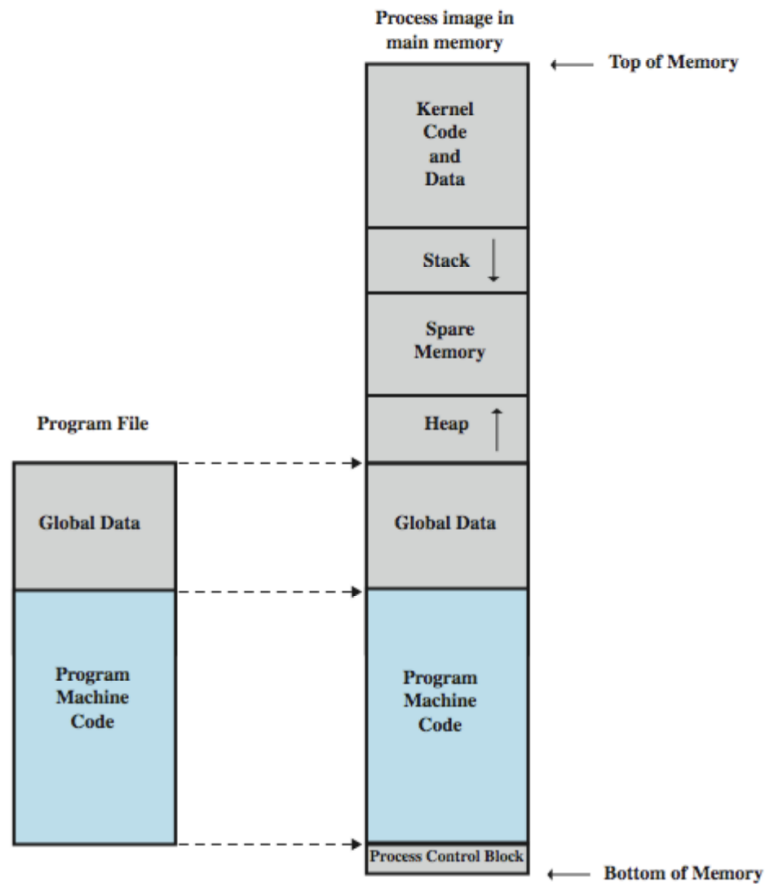 Process image in
main memory
Top of Memory
Kernel
Code
and
Data
Stack
Spare
Memory
Program File
Heap
Global Data
Global Data
Program
Machine
Code
Program
Machine
Code
Process Control Block
Bottom of Memory